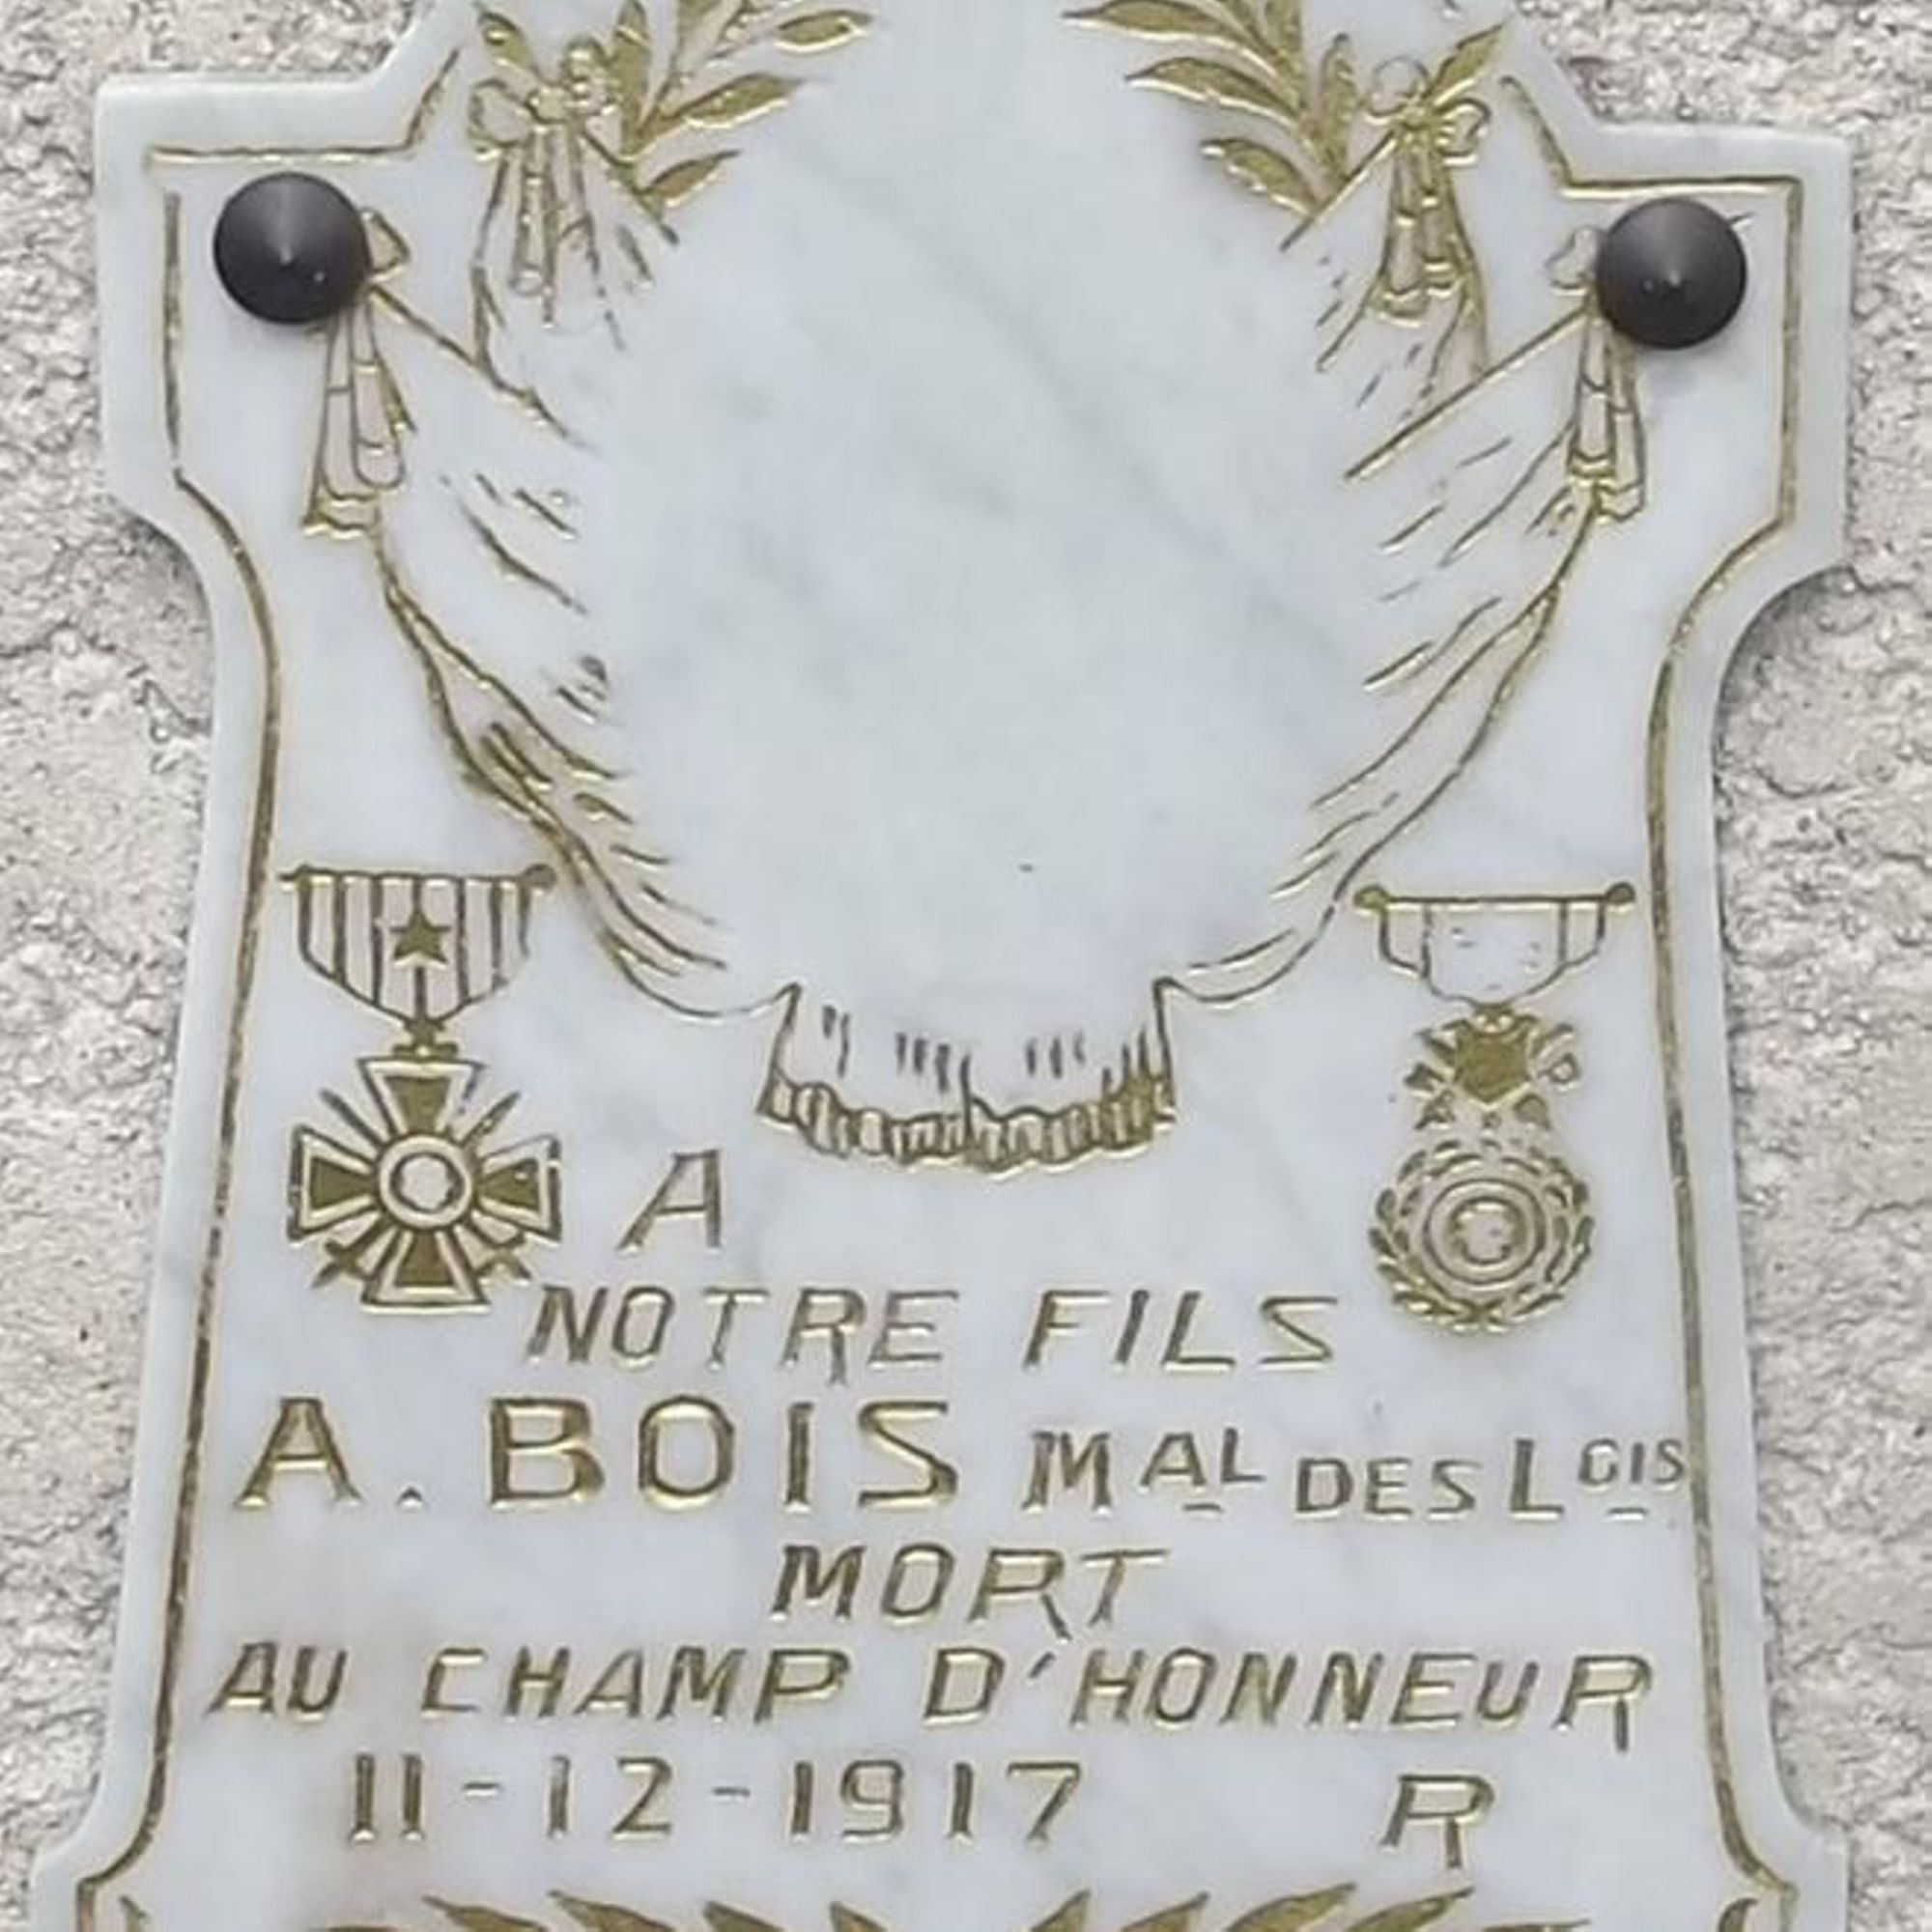 A
NOTRE FILS
A. BOIS MAL DES LGIS
MORT
AU CHAMP D'HONNEUR
11-12-1917 R